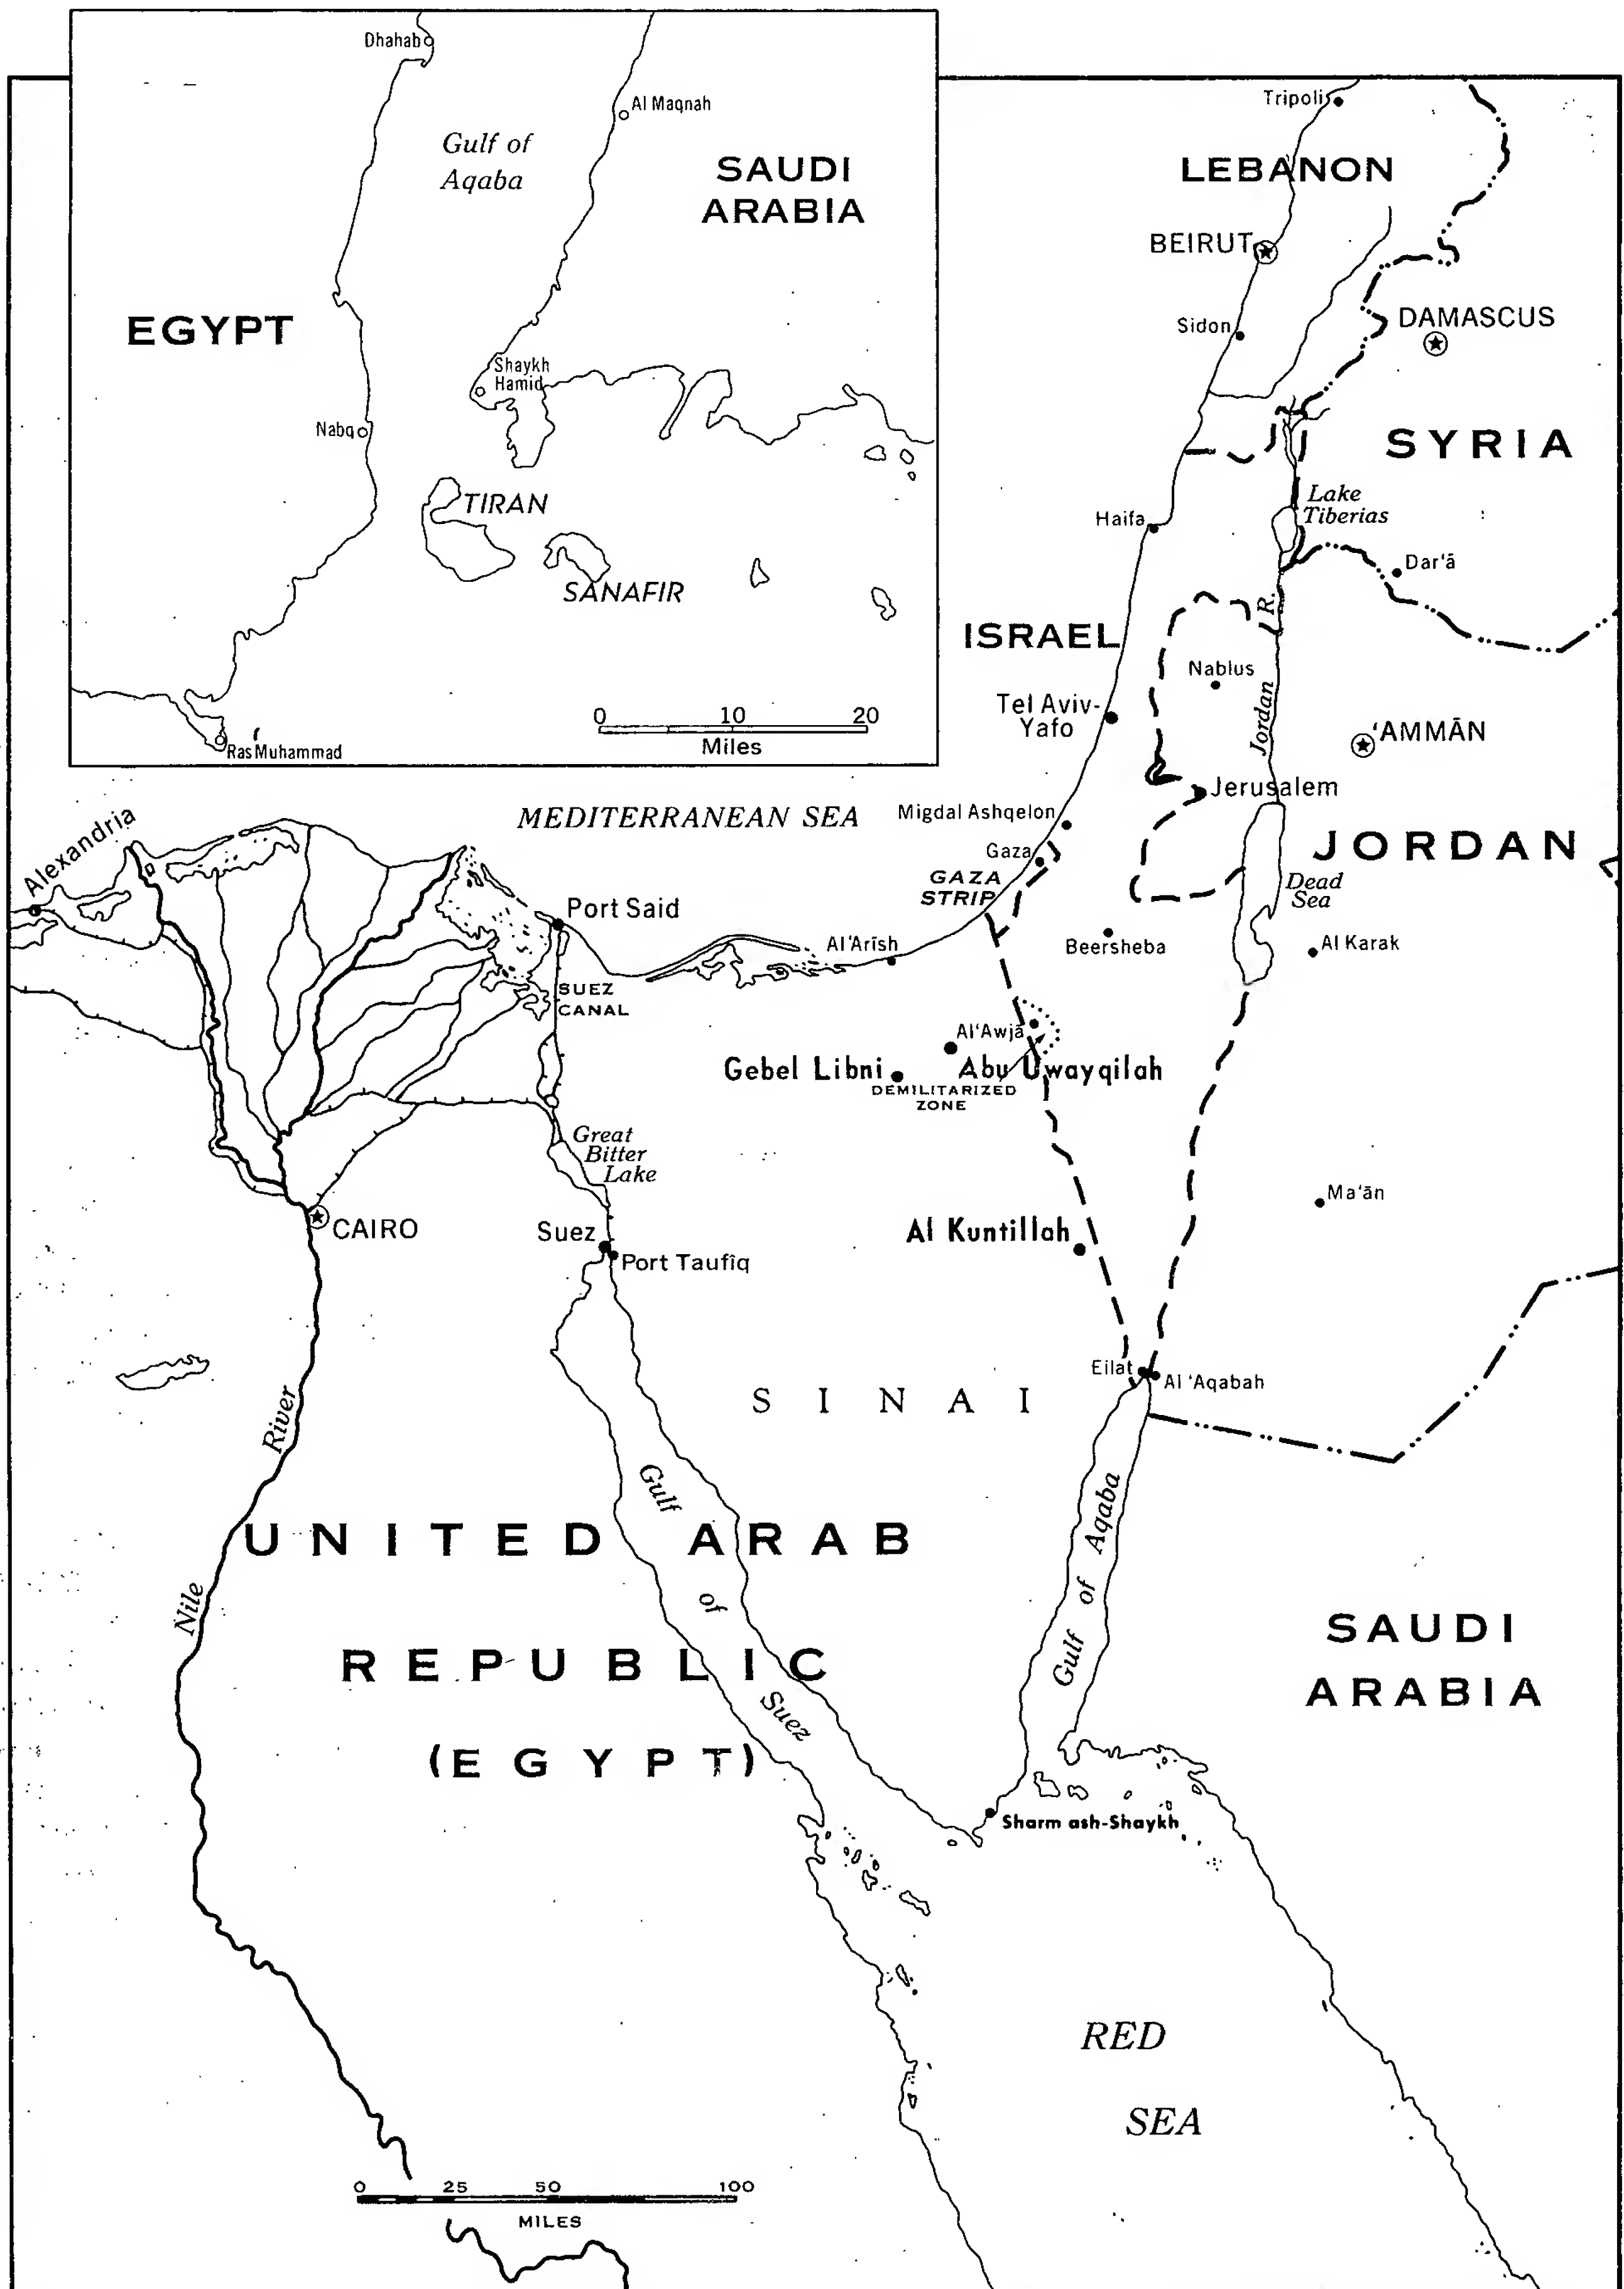 Dhahab
Al Maqnah
Gulf of
Aqaba
SAUDI
ARABIA
EGYPT
Shaykh
Hamid
Nabq
TIRAN
SANAFIR
0 10 20
Miles
Ras Muhammad
Tripoli
LEBANON
BEIRUT
DAMASCUS
Sidon
SYRIA
Lake
Tiberias
Haifa
Dar'ā
R.
ISRAEL
Nablus
Tel Aviv-
Yafo
Jordan
'AMMĀN
Jerusalem
MEDITERRANEAN SEA
Migdal Ashqelon
Alexandria
Gaza
JORDAN
GAZA
STRIP
Dead
Sea
Port Said
Al 'Arīsh
Beersheba
Al Karak
SUEZ
CANAL
Al 'Awjā
Gebel Libni
Abu Uwayqilah
DEMILITARIZED
ZONE
Great
Bitter
Lake
Ma'ān
CAIRO
Suez
Al Kuntillah
Port Taufīq
Eilat
Al 'Aqabah
SINAI
River
Gulf
of
Suez
Gulf of Aqaba
UNITED ARAB
Nile
SAUDI
ARABIA
REPUBLIC
(EGYPT)
Sharm ash-Shaykh
RED
SEA
0 25 50 100
MILES